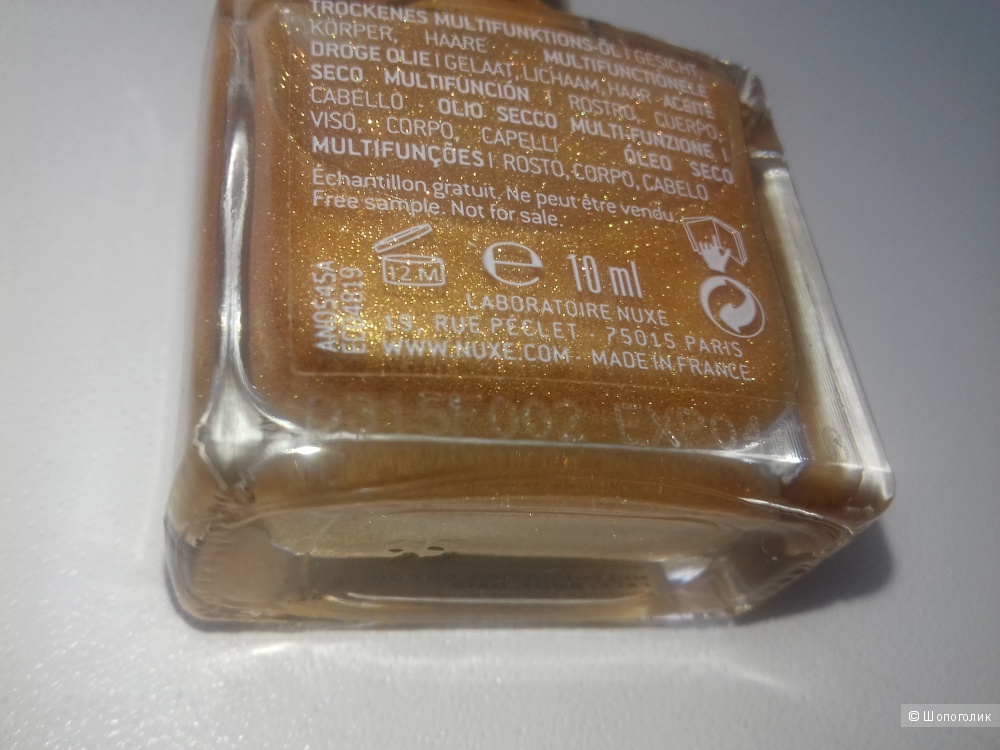 TROCKENES MULTIFUNKTIONS-ÖL | GESICHT,
KÖRPER, HAARE - MULTIFUNCTIONELE
DROGE OLIE | GELAAT, LICHAAM, HAAR - ACEITE
SECO MULTIFUNCIÓN | ROSTRO, CUERPO,
CABELLO - OLIO SECCO MULTI-FUNZIONE |
VISO, CORPO, CAPELLI - ÓLEO SECO
MULTIFUNÇÕES | ROSTO, CORPO, CABELO
Échantillon gratuit. Ne peut être vendu.
Free sample. Not for sale.
12 M
e 10 ml
AN0545A
LABORATOIRE NUXE
19, RUE PÉCLET 75015 PARIS
WWW.NUXE.COM - MADE IN FRANCE
EXP04
© Шопоголик